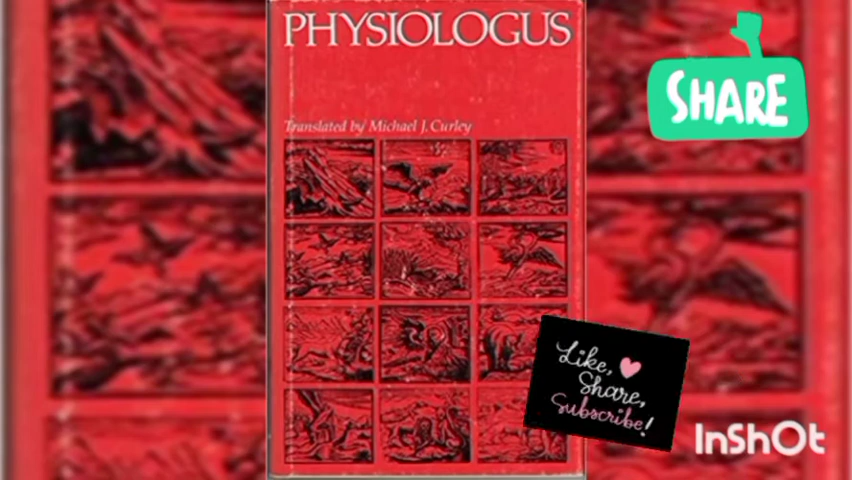 PHYSIOLOGUS
Translated by Michael J. Curley
SHARE
Like,
Share,
Subscribe!
InShOt